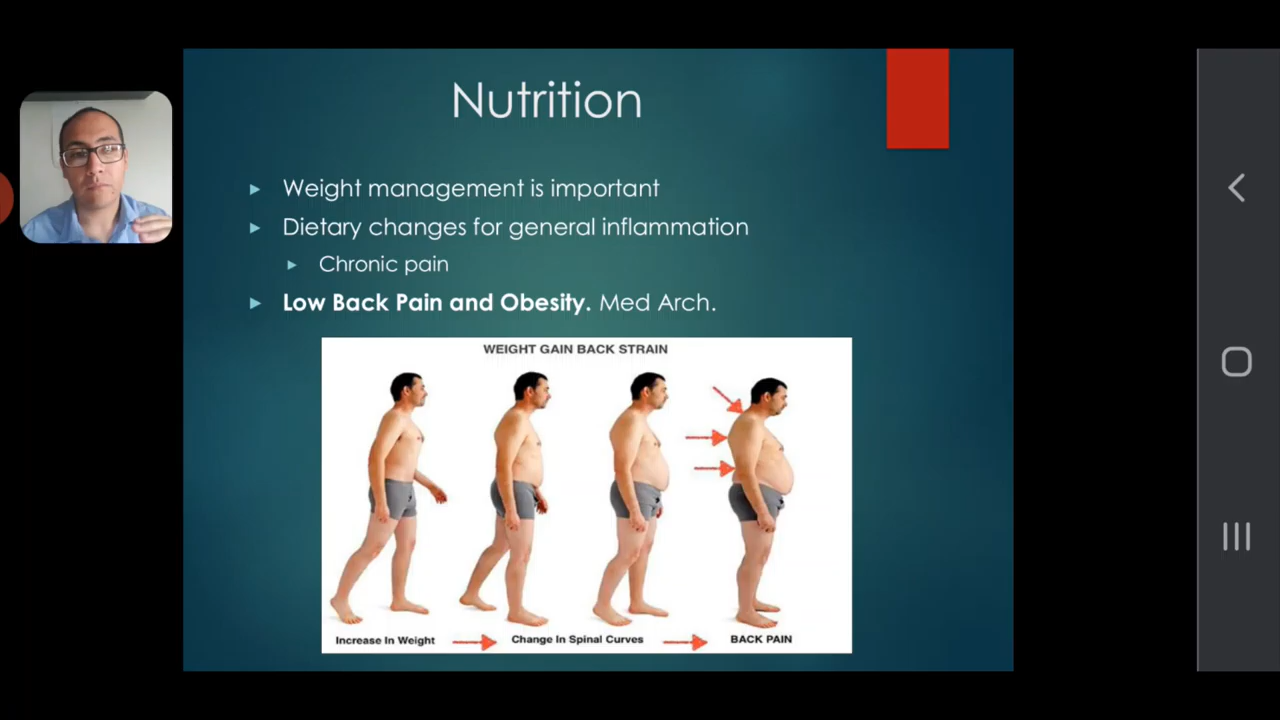 Nutrition
Weight management is important
Dietary changes for general inflammation
Chronic pain
Low Back Pain and Obesity. Med Arch.
WEIGHT GAIN BACK STRAIN
Increase In Weight
Change In Spinal Curves
BACK PAIN